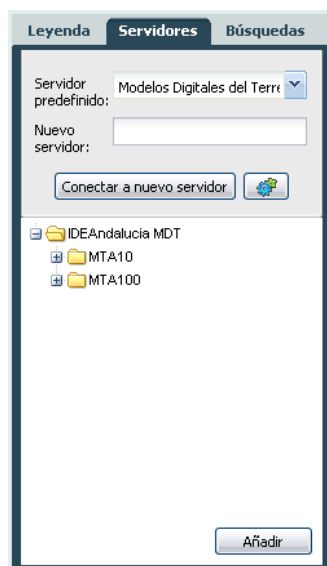 Leyenda Servidores Búsquedas
Servidor
predefinido:
Modelos Digitales del Terre
Nuevo
servidor:
Conectar a nuevo servidor
IDEAndalucia MDT
MTA10
MTA100
Añadir